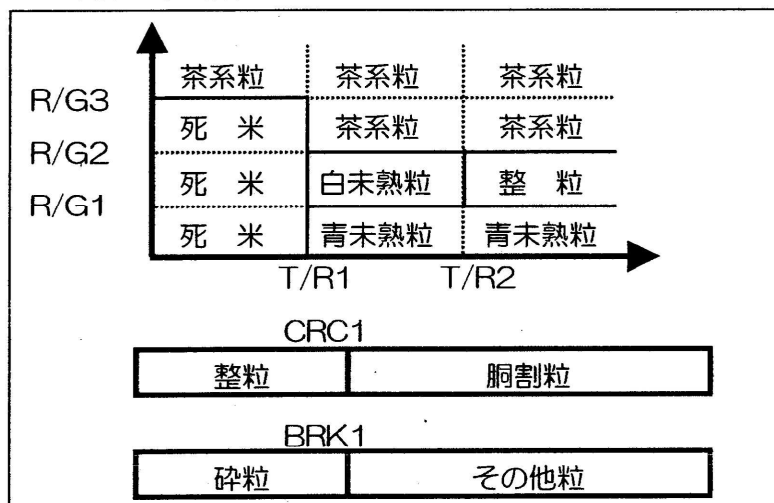 茶系粒 茶系粒 茶系粒
R/G3
死 米 茶系粒 茶系粒
R/G2
死 米 白未熟粒 整 粒
R/G1
死 米 青未熟粒 青未熟粒
T/R1 T/R2
CRC1
整粒 胴割粒
BRK1
砕粒 その他粒